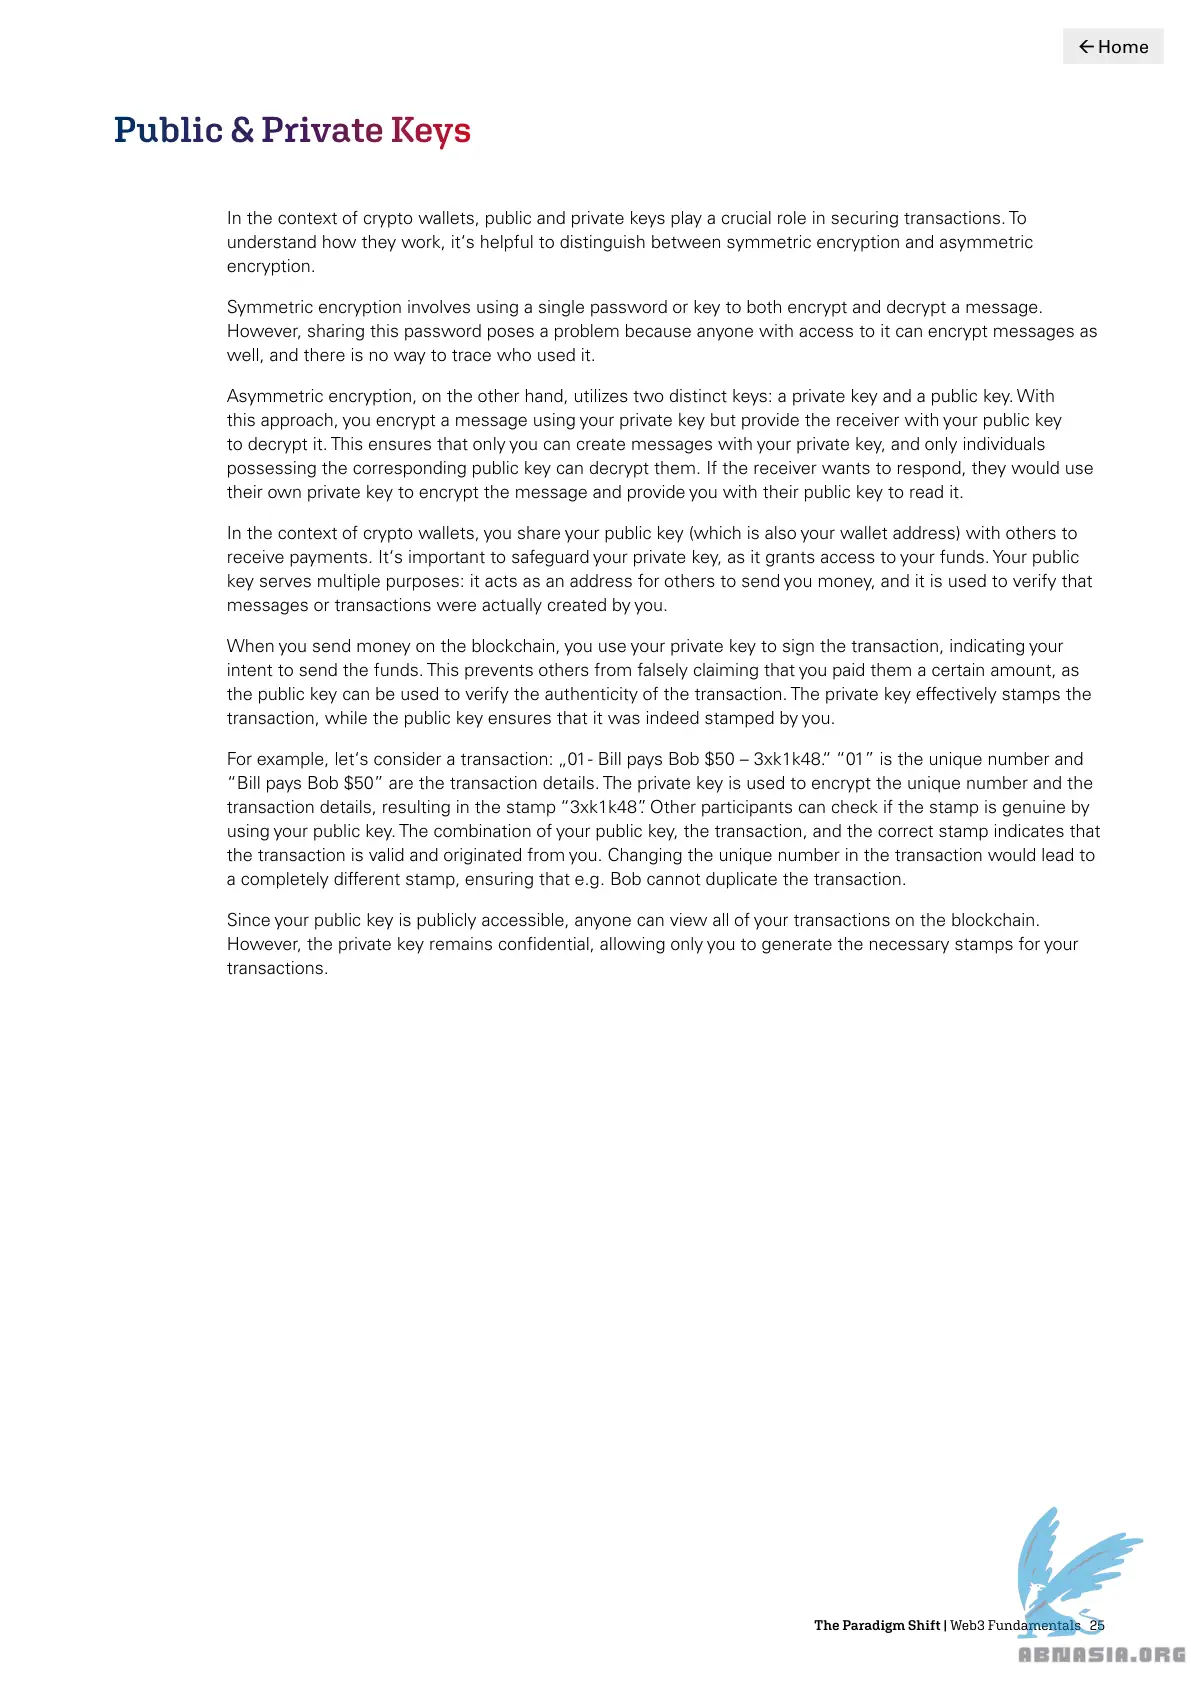 ← Home
Public & Private Keys
In the context of crypto wallets, public and private keys play a crucial role in securing transactions. To
understand how they work, it‘s helpful to distinguish between symmetric encryption and asymmetric
encryption.
Symmetric encryption involves using a single password or key to both encrypt and decrypt a message.
However, sharing this password poses a problem because anyone with access to it can encrypt messages as
well, and there is no way to trace who used it.
Asymmetric encryption, on the other hand, utilizes two distinct keys: a private key and a public key. With
this approach, you encrypt a message using your private key but provide the receiver with your public key
to decrypt it. This ensures that only you can create messages with your private key, and only individuals
possessing the corresponding public key can decrypt them. If the receiver wants to respond, they would use
their own private key to encrypt the message and provide you with their public key to read it.
In the context of crypto wallets, you share your public key (which is also your wallet address) with others to
receive payments. It‘s important to safeguard your private key, as it grants access to your funds. Your public
key serves multiple purposes: it acts as an address for others to send you money, and it is used to verify that
messages or transactions were actually created by you.
When you send money on the blockchain, you use your private key to sign the transaction, indicating your
intent to send the funds. This prevents others from falsely claiming that you paid them a certain amount, as
the public key can be used to verify the authenticity of the transaction. The private key effectively stamps the
transaction, while the public key ensures that it was indeed stamped by you.
For example, let‘s consider a transaction: „01 - Bill pays Bob $50 – 3xk1k48.“ “01” is the unique number and
“Bill pays Bob $50” are the transaction details. The private key is used to encrypt the unique number and the
transaction details, resulting in the stamp “3xk1k48”. Other participants can check if the stamp is genuine by
using your public key. The combination of your public key, the transaction, and the correct stamp indicates that
the transaction is valid and originated from you. Changing the unique number in the transaction would lead to
a completely different stamp, ensuring that e.g. Bob cannot duplicate the transaction.
Since your public key is publicly accessible, anyone can view all of your transactions on the blockchain.
However, the private key remains confidential, allowing only you to generate the necessary stamps for your
transactions.
The Paradigm Shift | Web3 Fundamentals 25
ABNASIA.ORG